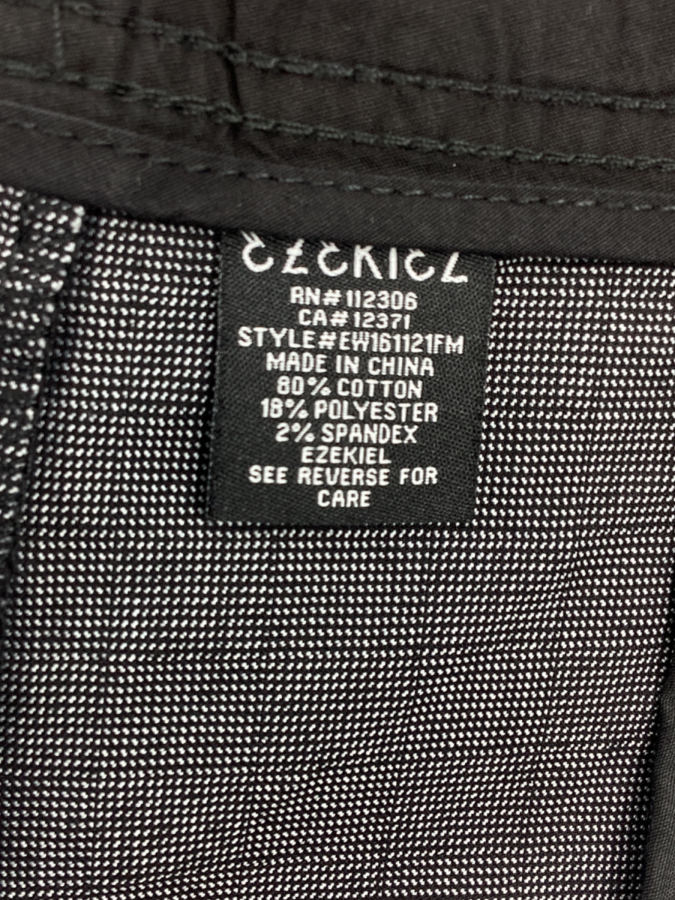 EZEKIEL
RN#112306
CA#12371
STYLE#EW161121FM
MADE IN CHINA
80% COTTON
18% POLYESTER
2% SPANDEX
EZEKIEL
SEE REVERSE FOR
CARE